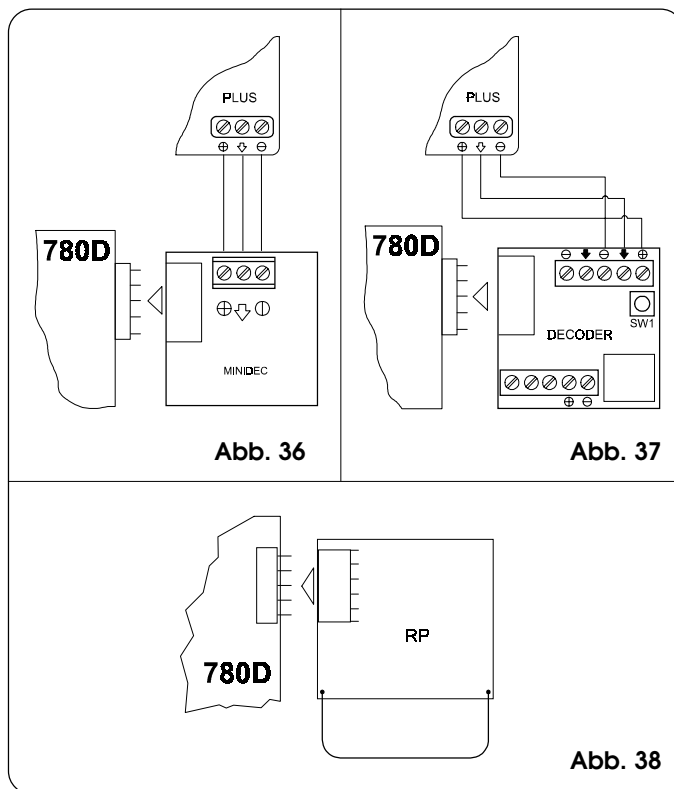 PLUS
⊕ ⇩ ⊖
780D
⊕ ⇩ ⦶
MINIDEC
Abb. 36
PLUS
⊕ ⇩ ⊖
780D
⊖ ⬇ ⊖ ⬇ ⊕
SW1
DECODER
⊕ ⊖
Abb. 37
RP
780D
Abb. 38